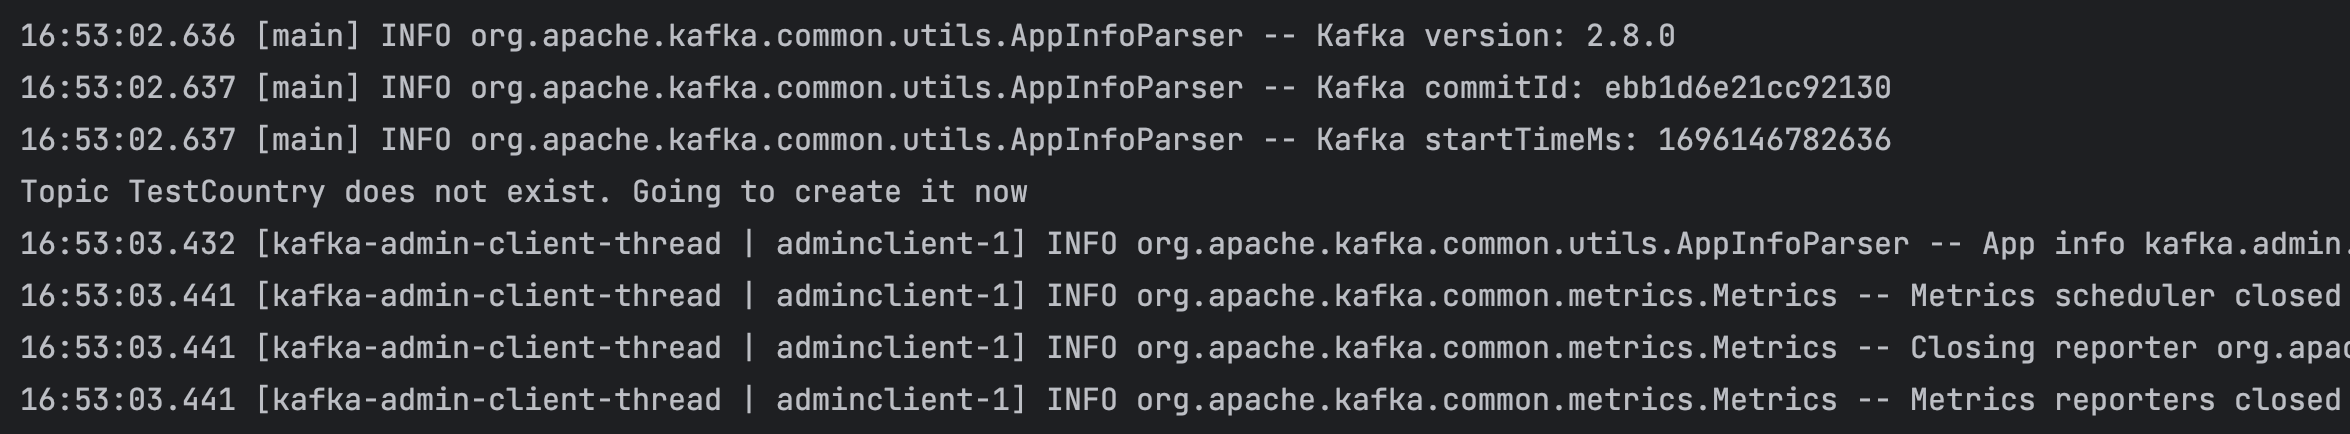 16:53:02.636 [main] INFO org.apache.kafka.common.utils.AppInfoParser -- Kafka version: 2.8.0
16:53:02.637 [main] INFO org.apache.kafka.common.utils.AppInfoParser -- Kafka commitId: ebb1d6e21cc92130
16:53:02.637 [main] INFO org.apache.kafka.common.utils.AppInfoParser -- Kafka startTimeMs: 1696146782636
Topic TestCountry does not exist. Going to create it now
16:53:03.432 [kafka-admin-client-thread | adminclient-1] INFO org.apache.kafka.common.utils.AppInfoParser -- App info kafka.admin.
16:53:03.441 [kafka-admin-client-thread | adminclient-1] INFO org.apache.kafka.common.metrics.Metrics -- Metrics scheduler closed
16:53:03.441 [kafka-admin-client-thread | adminclient-1] INFO org.apache.kafka.common.metrics.Metrics -- Closing reporter org.apac
16:53:03.441 [kafka-admin-client-thread | adminclient-1] INFO org.apache.kafka.common.metrics.Metrics -- Metrics reporters closed